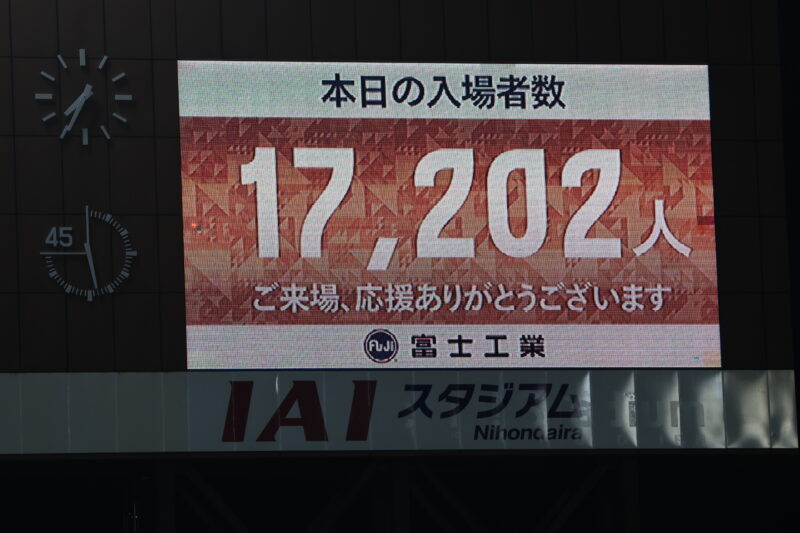 本日の入場者数
17,202人
ご来場、応援ありがとうございます
FUJI 富士工業
45
IAI スタジアム
Nihondaira